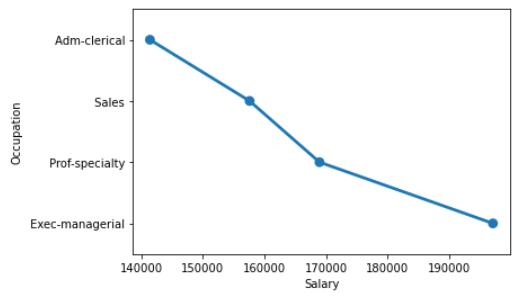 Adm-clerical
Sales
Prof-specialty
Exec-managerial
Occupation
140000 150000 160000 170000 180000 190000
Salary